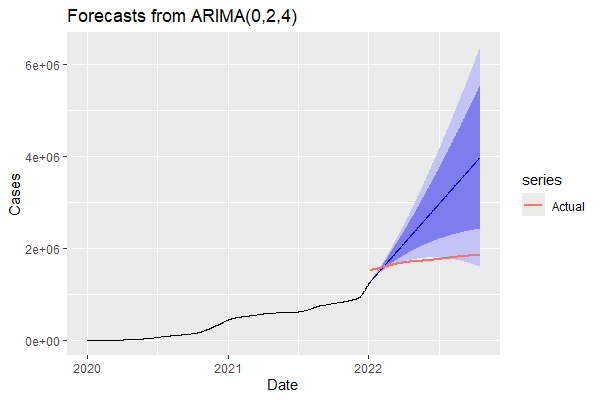 Forecasts from ARIMA(0,2,4)
6e+06
4e+06
2e+06
0e+00
Cases
2020
2021
2022
Date
series
Actual